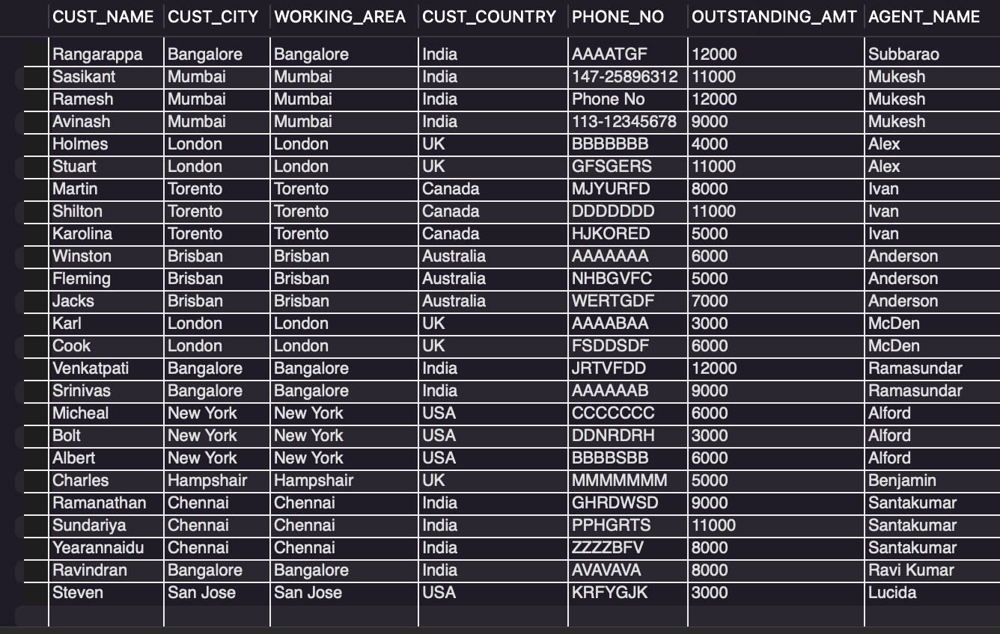 CUST_NAME CUST_CITY WORKING_AREA CUST_COUNTRY PHONE_NO OUTSTANDING_AMT AGENT_NAME
Rangarappa Bangalore Bangalore India AAAATGF 12000 Subbarao
Sasikant Mumbai Mumbai India 147-25896312 11000 Mukesh
Ramesh Mumbai Mumbai India Phone No 12000 Mukesh
Avinash Mumbai Mumbai India 113-12345678 9000 Mukesh
Holmes London London UK BBBBBBB 4000 Alex
Stuart London London UK GFSGERS 11000 Alex
Martin Torento Torento Canada MJYURFD 8000 Ivan
Shilton Torento Torento Canada DDDDDDD 11000 Ivan
Karolina Torento Torento Canada HJKORED 5000 Ivan
Winston Brisban Brisban Australia AAAAAAA 6000 Anderson
Fleming Brisban Brisban Australia NHBGVFC 5000 Anderson
Jacks Brisban Brisban Australia WERTGDF 7000 Anderson
Karl London London UK AAAABAA 3000 McDen
Cook London London UK FSDDSDF 6000 McDen
Venkatpati Bangalore Bangalore India JRTVFDD 12000 Ramasundar
Srinivas Bangalore Bangalore India AAAAAAB 9000 Ramasundar
Micheal New York New York USA CCCCCCC 6000 Alford
Bolt New York New York USA DDNRDRH 3000 Alford
Albert New York New York USA BBBBSBB 6000 Alford
Charles Hampshair Hampshair UK MMMMMMM 5000 Benjamin
Ramanathan Chennai Chennai India GHRDWSD 9000 Santakumar
Sundariya Chennai Chennai India PPHGRTS 11000 Santakumar
Yearannaidu Chennai Chennai India ZZZZBFV 8000 Santakumar
Ravindran Bangalore Bangalore India AVAVAVA 8000 Ravi Kumar
Steven San Jose San Jose USA KRFYGJK 3000 Lucida